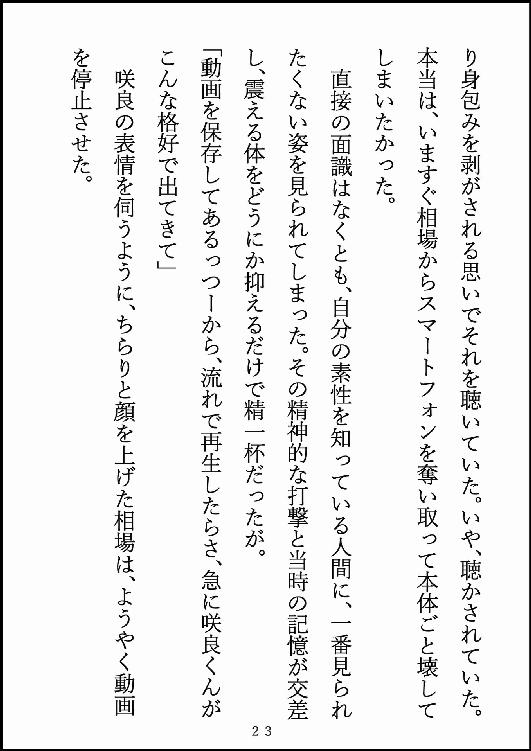 り身包みを剥がされる思いでそれを聴いていた。いや、聴かされていた。
本当は、いますぐ相場からスマートフォンを奪い取って本体ごと壊して
しまいたかった。
直接の面識はなくとも、自分の素性を知っている人間に、一番見られ
たくない姿を見られてしまった。その精神的な打撃と当時の記憶が交差
し、震える体をどうにか抑えるだけで精一杯だったが。
「動画を保存してあるっつーから、流れで再生したらさ、急に咲良くんが
こんな格好で出てきて」
咲良の表情を伺うように、ちらりと顔を上げた相場は、ようやく動画
を停止させた。
23